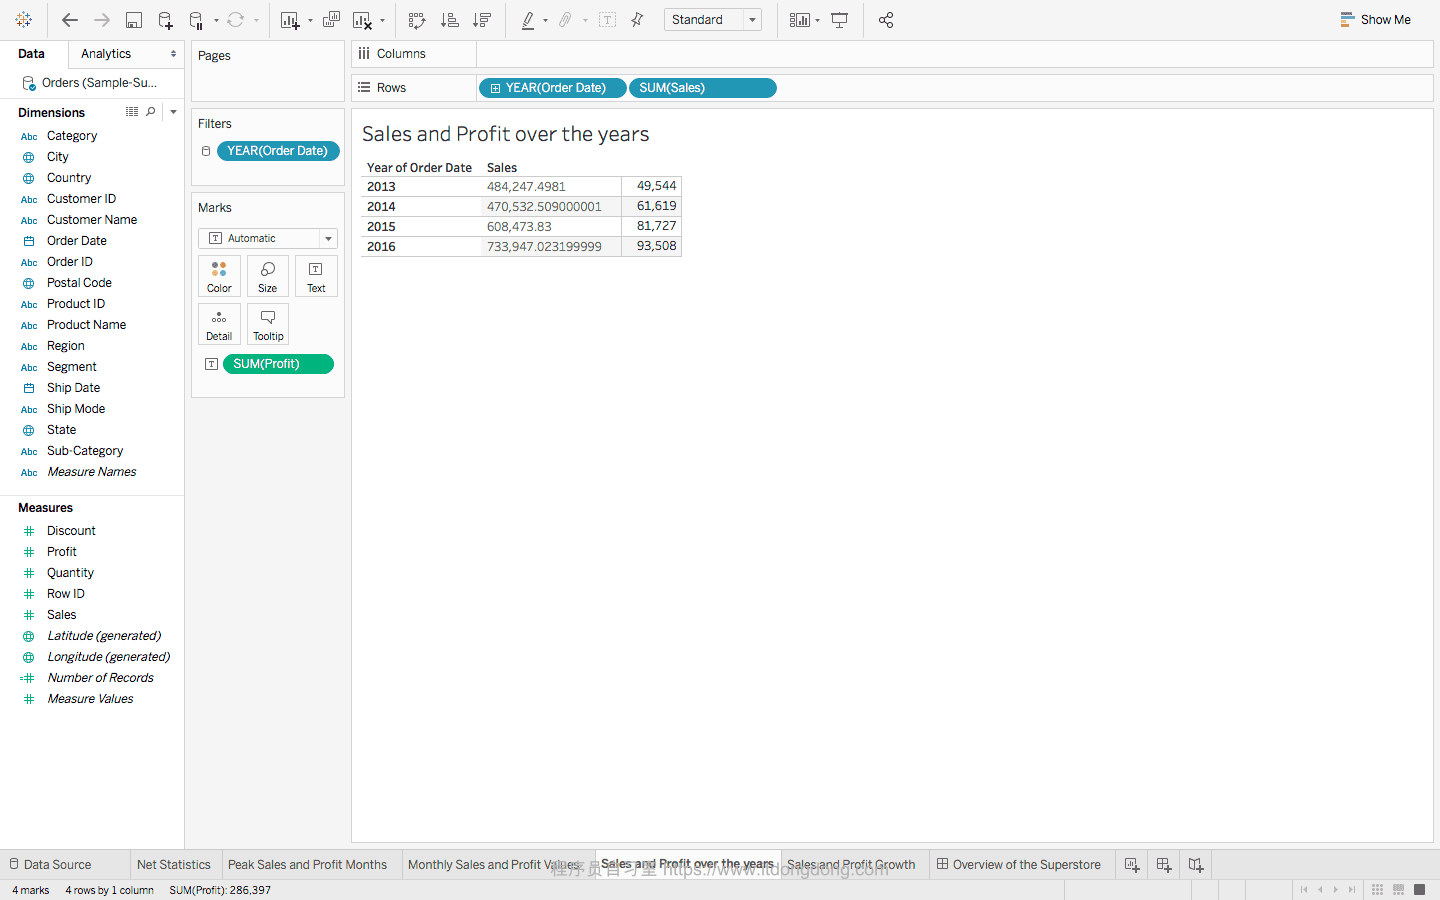 Standard
Show Me
Data
Analytics
Pages
Columns
Orders (Sample-Su...
Rows
YEAR(Order Date)
SUM(Sales)
Dimensions
Filters
YEAR(Order Date)
Marks
Automatic
Color
Size
Text
Detail
Tooltip
SUM(Profit)
Abc Category
City
Country
Abc Customer ID
Abc Customer Name
Order Date
Abc Order ID
Postal Code
Abc Product ID
Abc Product Name
Abc Region
Abc Segment
Ship Date
Abc Ship Mode
State
Abc Sub-Category
Abc Measure Names
Measures
Discount
Profit
Quantity
Row ID
Sales
Latitude (generated)
Longitude (generated)
Number of Records
Measure Values
Sales and Profit over the years
Year of Order Date Sales
2013 484,247.4981 49,544
2014 470,532.509000001 61,619
2015 608,473.83 81,727
2016 733,947.023199999 93,508
Data Source
Net Statistics
Peak Sales and Profit Months
Monthly Sales and Profit Values
Sales and Profit over the years
Sales and Profit Growth
Overview of the Superstore
程序员自习室 https://www.itdongdong.com
4 marks
4 rows by 1 column
SUM(Profit): 286,397